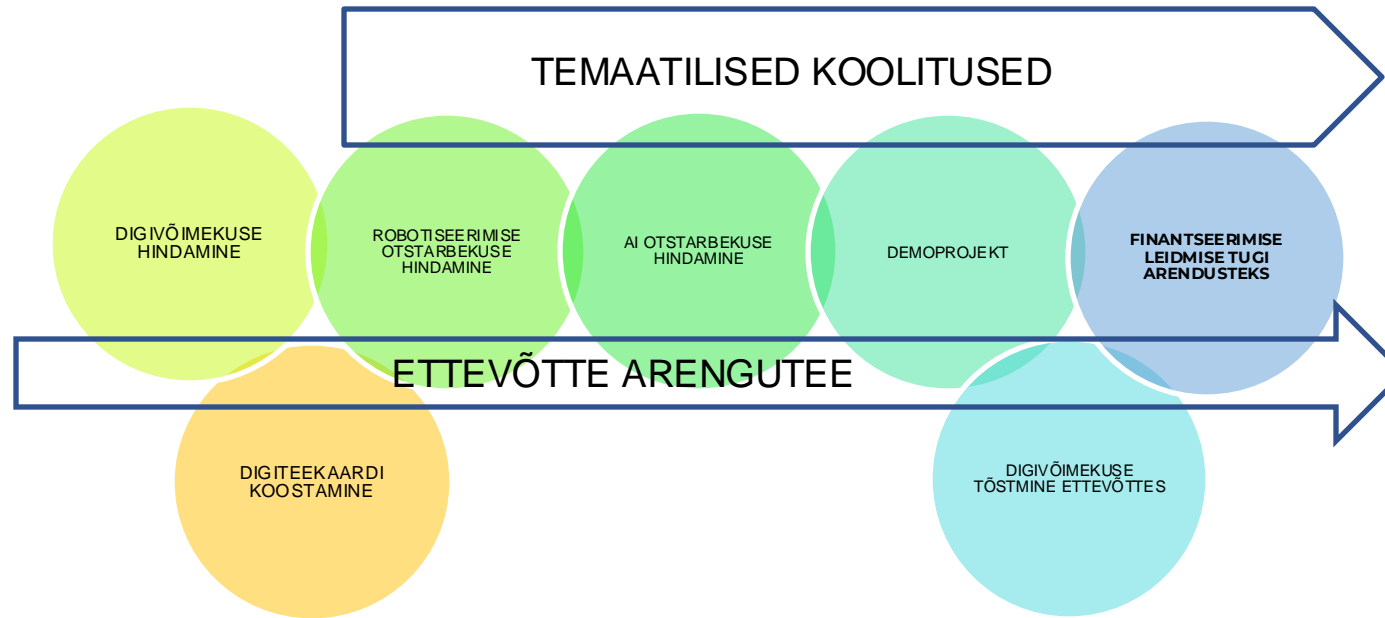 TEMAATILISED KOOLITUSED
DIGIVÕIMEKUSE
HINDAMINE
ROBOTISEERIMISE
OTSTARBEKUSE
HINDAMINE
AI OTSTARBEKUSE
HINDAMINE
DEMOPROJEKT
FINANTSEERIMISE
LEIDMISE TUGI
ARENDUSTEKS
ETTEVÕTTE ARENGUTEE
DIGITEEKAARDI
KOOSTAMINE
DIGIVÕIMEKUSE
TÕSTMINE ETTEVÕTTES